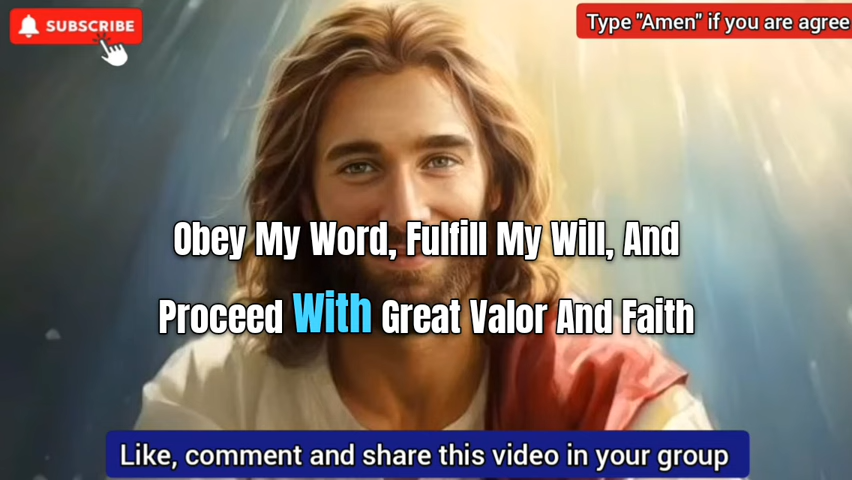 SUBSCRIBE
Type "Amen" if you are agree
Obey My Word, Fulfill My Will, And
Proceed With Great Valor And Faith
Like, comment and share this video in your group